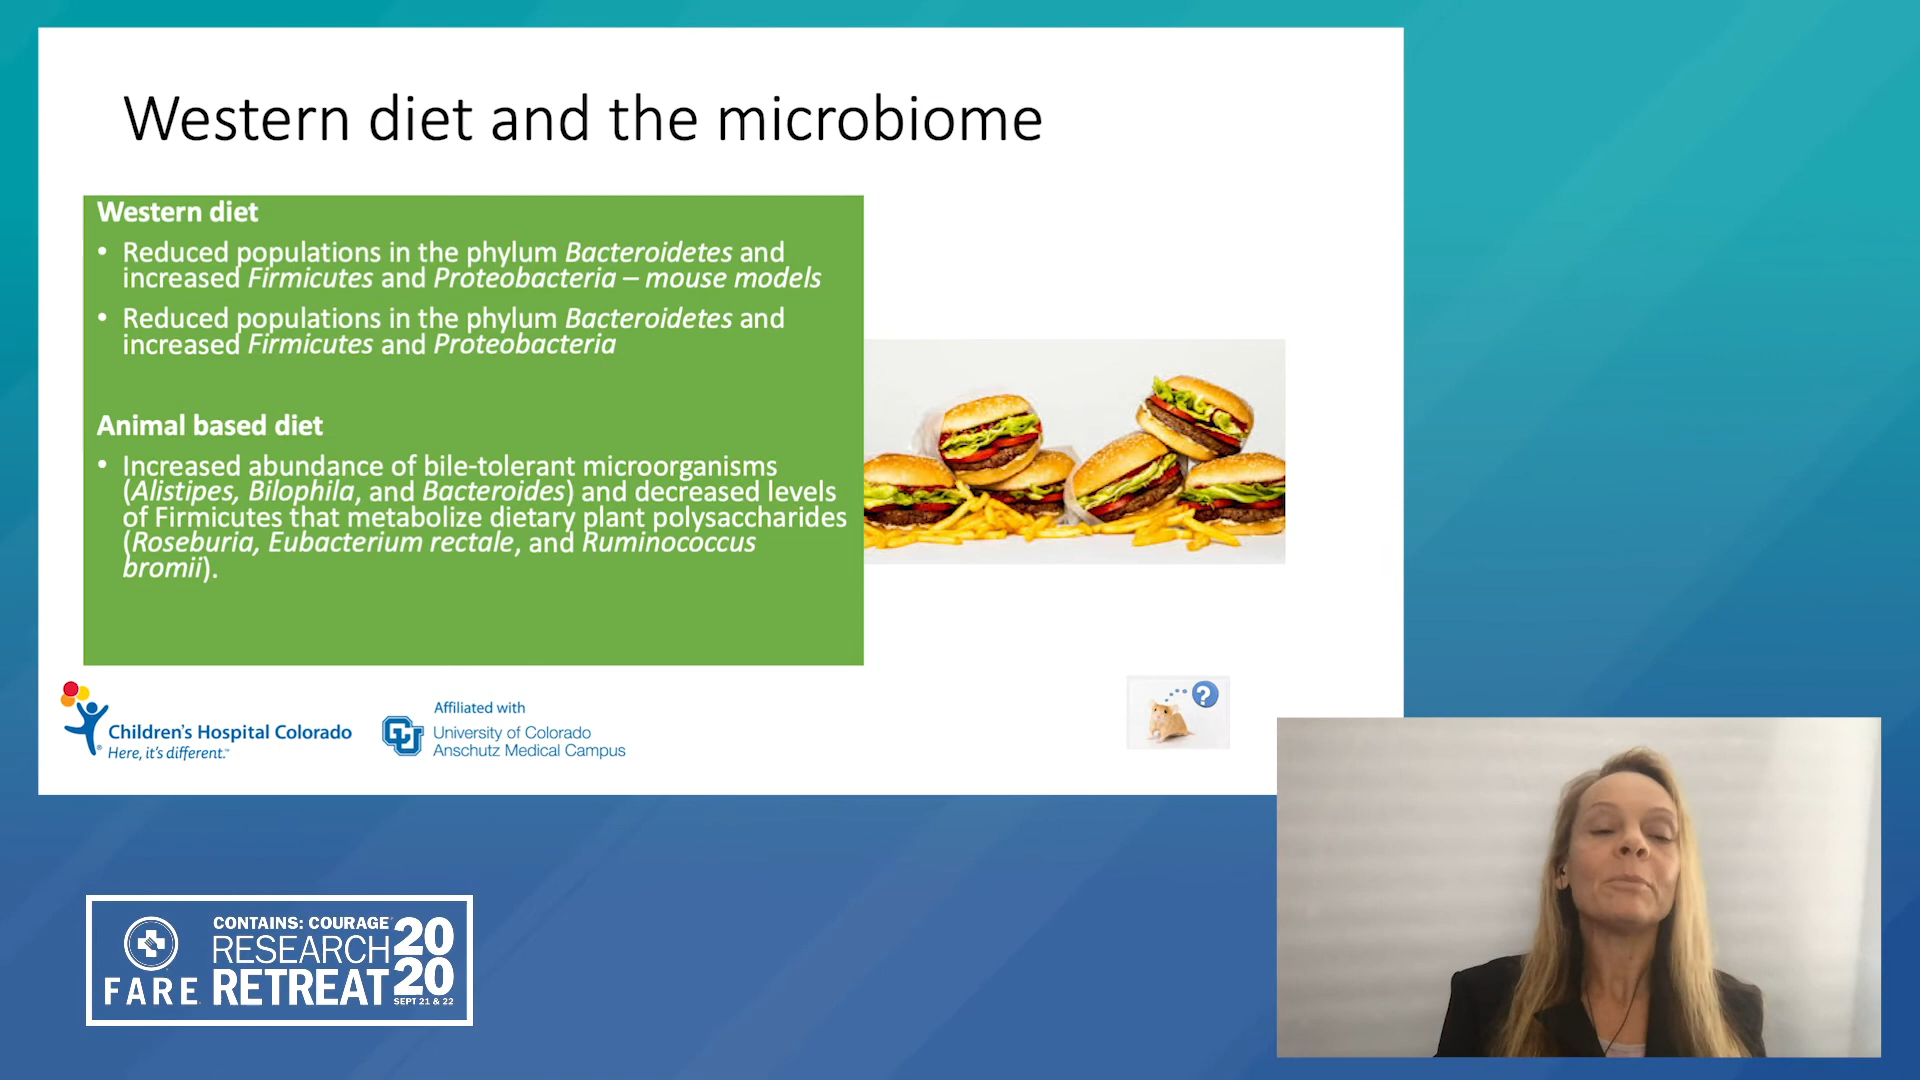 Western diet and the microbiome
Western diet
• Reduced populations in the phylum Bacteroidetes and
increased Firmicutes and Proteobacteria – mouse models
• Reduced populations in the phylum Bacteroidetes and
increased Firmicutes and Proteobacteria
Animal based diet
• Increased abundance of bile-tolerant microorganisms
(Alistipes, Bilophila, and Bacteroides) and decreased levels
of Firmicutes that metabolize dietary plant polysaccharides
(Roseburia, Eubacterium rectale, and Ruminococcus
bromii).
Children's Hospital Colorado
Here, it's different.™
Affiliated with
CU
University of Colorado
Anschutz Medical Campus
?
FARE
CONTAINS: COURAGE
RESEARCH
RETREAT
20
20
SEPT 21 & 22